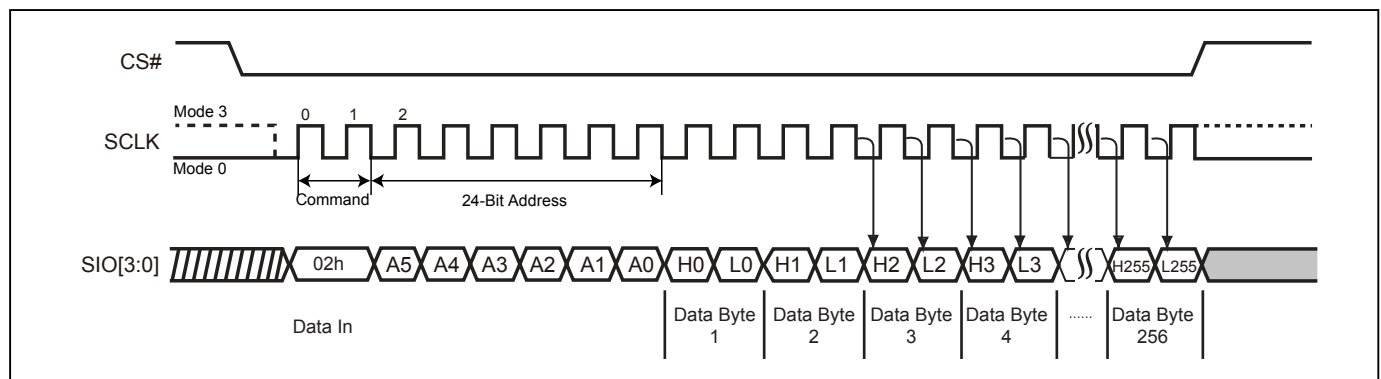 CS#
Mode 3
0 1 2
SCLK
Mode 0
Command
24-Bit Address
SIO[3:0]
02h A5 A4 A3 A2 A1 A0 H0 L0 H1 L1 H2 L2 H3 L3 H255 L255
Data In
Data Byte 1
Data Byte 2
Data Byte 3
Data Byte 4
......
Data Byte 256